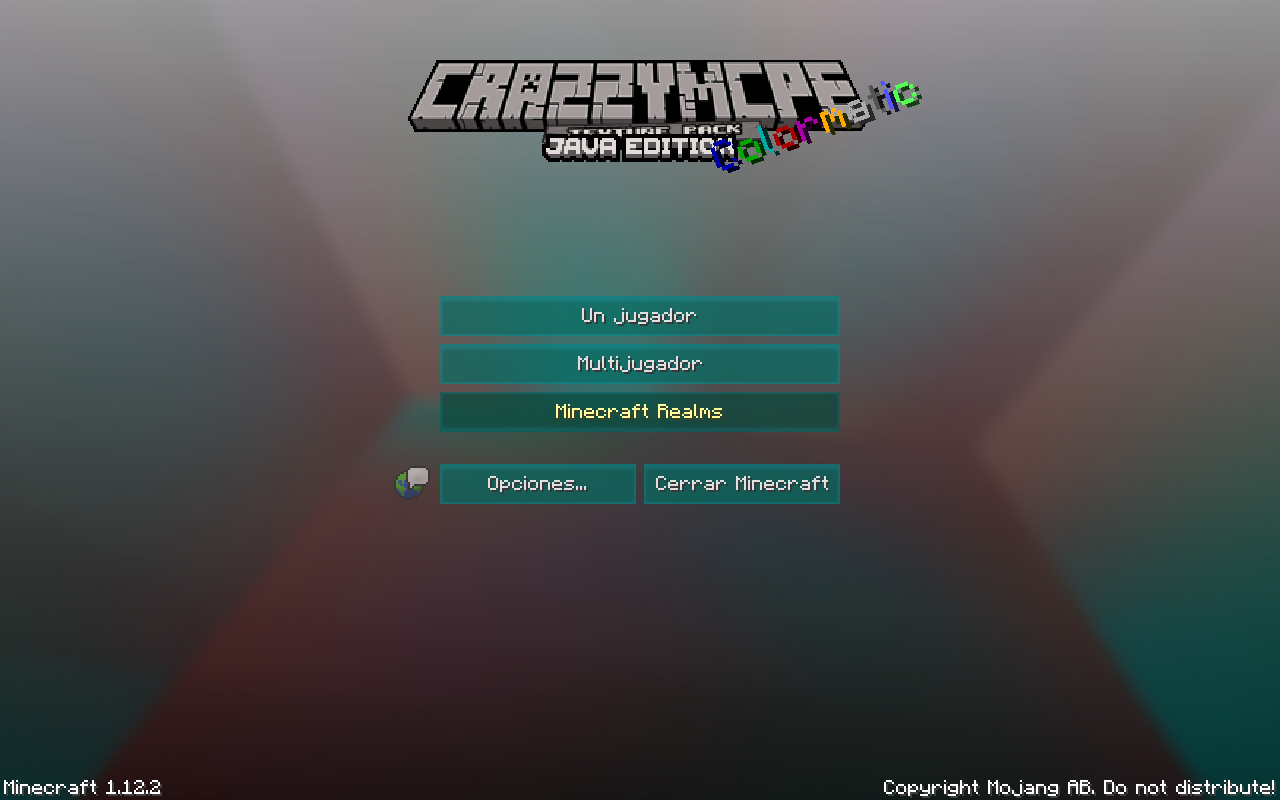 CRAZZYMCPE
TEXTURE PACK
JAVA EDITION
Colormatic
Un jugador
Multijugador
Minecraft Realms
Opciones...
Cerrar Minecraft
Minecraft 1.12.2
Copyright Mojang AB. Do not distribute!